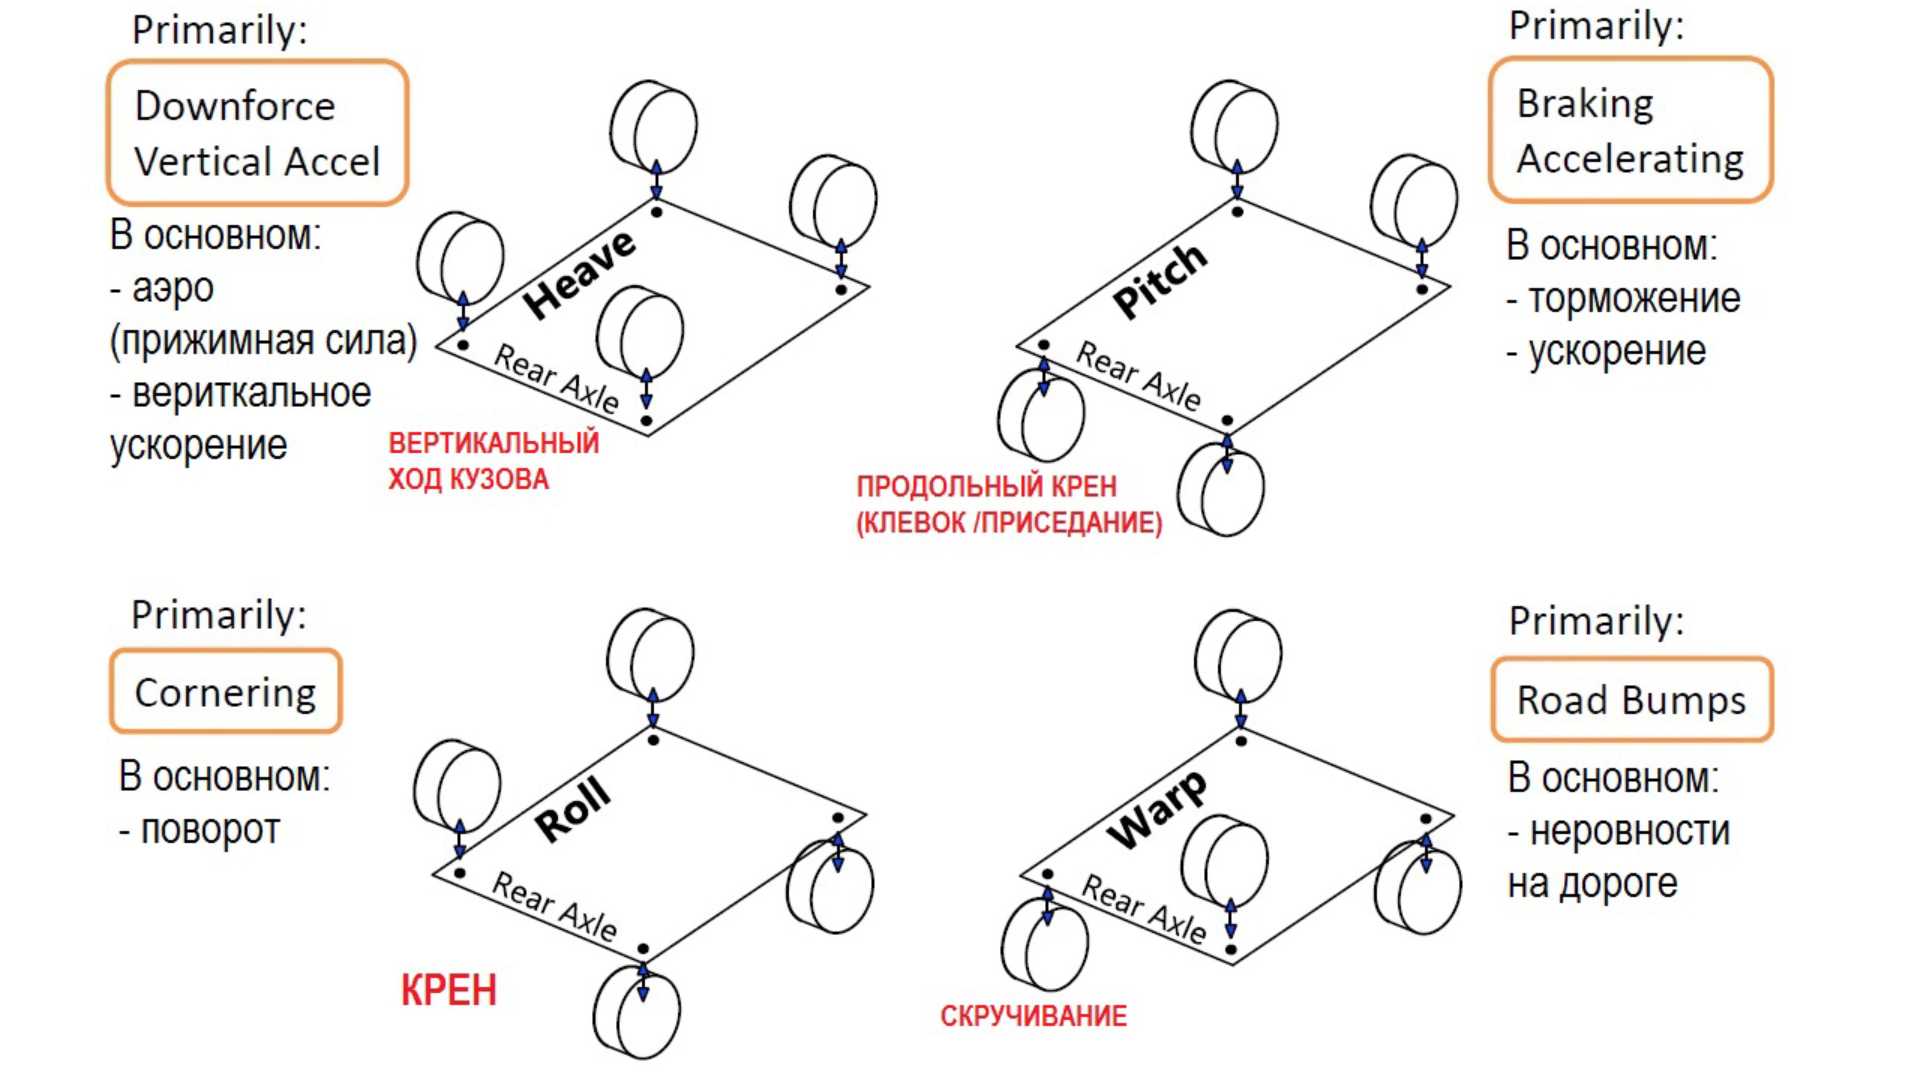 Primarily:
Downforce
Vertical Accel
В основном:
- аэро
(прижимная сила)
- вериткальное
ускорение
Heave
Rear Axle
ВЕРТИКАЛЬНЫЙ
ХОД КУЗОВА
Primarily:
Braking
Accelerating
В основном:
- торможение
- ускорение
Pitch
Rear Axle
ПРОДОЛЬНЫЙ КРЕН
(КЛЕВОК /ПРИСЕДАНИЕ)
Primarily:
Cornering
В основном:
- поворот
Roll
Rear Axle
КРЕН
Primarily:
Road Bumps
В основном:
- неровности
на дороге
Warp
Rear Axle
СКРУЧИВАНИЕ